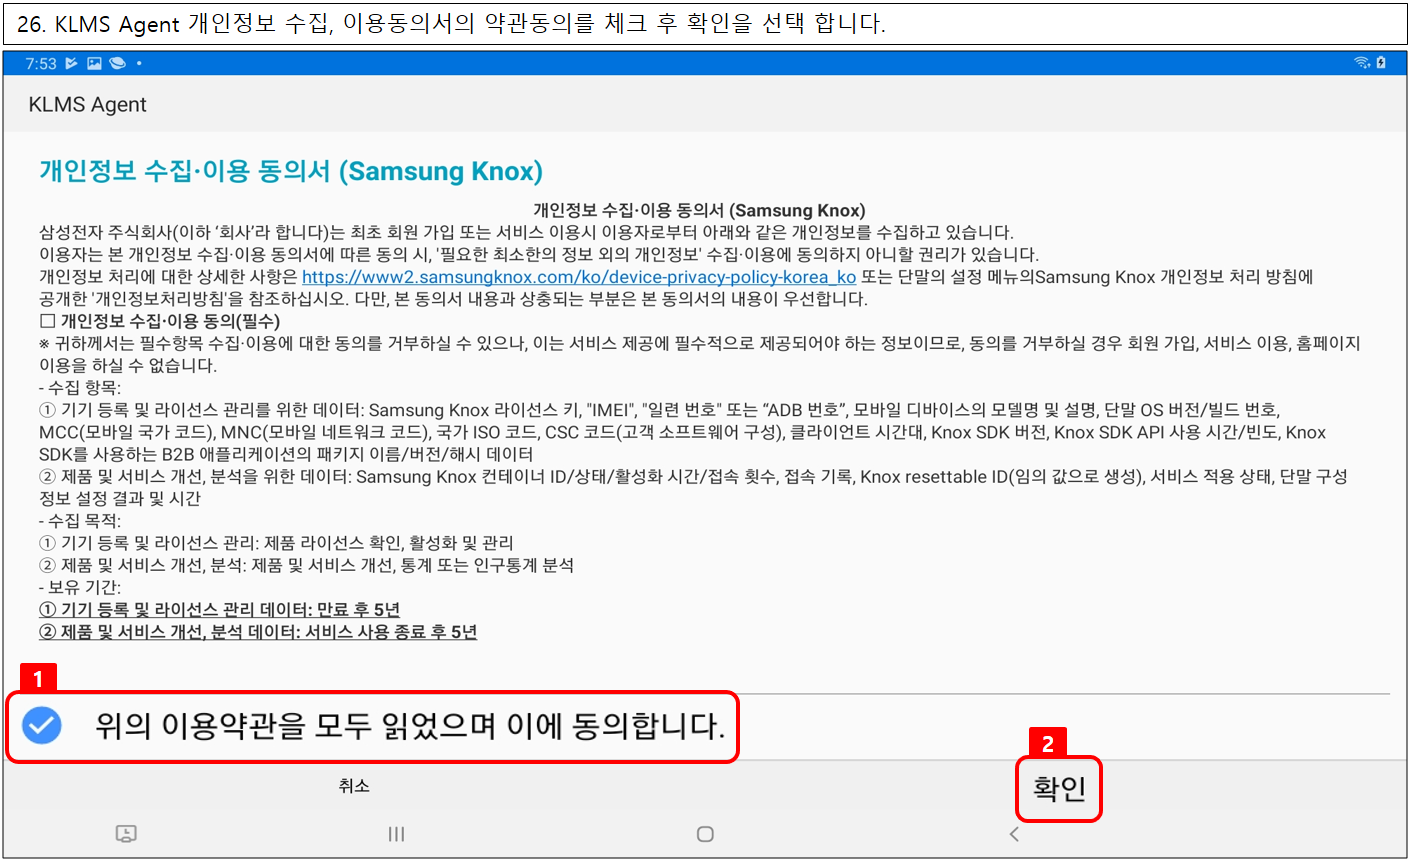 26. KLMS Agent 개인정보 수집, 이용동의서의 약관동의를 체크 후 확인을 선택 합니다.
7:53
KLMS Agent
개인정보 수집·이용 동의서 (Samsung Knox)
개인정보 수집·이용 동의서 (Samsung Knox)
삼성전자 주식회사(이하 ‘회사’라 합니다)는 최초 회원 가입 또는 서비스 이용시 이용자로부터 아래와 같은 개인정보를 수집하고 있습니다.
이용자는 본 개인정보 수집·이용 동의서에 따른 동의 시, '필요한 최소한의 정보 외의 개인정보' 수집·이용에 동의하지 아니할 권리가 있습니다.
개인정보 처리에 대한 상세한 사항은 https://www2.samsungknox.com/ko/device-privacy-policy-korea_ko 또는 단말의 설정 메뉴의Samsung Knox 개인정보 처리 방침에
공개한 '개인정보처리방침'을 참조하십시오. 다만, 본 동의서 내용과 상충되는 부분은 본 동의서의 내용이 우선합니다.
□ 개인정보 수집·이용 동의(필수)
※ 귀하께서는 필수항목 수집·이용에 대한 동의를 거부하실 수 있으나, 이는 서비스 제공에 필수적으로 제공되어야 하는 정보이므로, 동의를 거부하실 경우 회원 가입, 서비스 이용, 홈페이지
이용을 하실 수 없습니다.
- 수집 항목:
① 기기 등록 및 라이선스 관리를 위한 데이터: Samsung Knox 라이선스 키, "IMEI", "일련 번호" 또는 “ADB 번호”, 모바일 디바이스의 모델명 및 설명, 단말 OS 버전/빌드 번호,
MCC(모바일 국가 코드), MNC(모바일 네트워크 코드), 국가 ISO 코드, CSC 코드(고객 소프트웨어 구성), 클라이언트 시간대, Knox SDK 버전, Knox SDK API 사용 시간/빈도, Knox
SDK를 사용하는 B2B 애플리케이션의 패키지 이름/버전/해시 데이터
② 제품 및 서비스 개선, 분석을 위한 데이터: Samsung Knox 컨테이너 ID/상태/활성화 시간/접속 횟수, 접속 기록, Knox resettable ID(임의 값으로 생성), 서비스 적용 상태, 단말 구성
정보 설정 결과 및 시간
- 수집 목적:
① 기기 등록 및 라이선스 관리: 제품 라이선스 확인, 활성화 및 관리
② 제품 및 서비스 개선, 분석: 제품 및 서비스 개선, 통계 또는 인구통계 분석
- 보유 기간:
① 기기 등록 및 라이선스 관리 데이터: 만료 후 5년
② 제품 및 서비스 개선, 분석 데이터: 서비스 사용 종료 후 5년
1
위의 이용약관을 모두 읽었으며 이에 동의합니다.
2
취소
확인